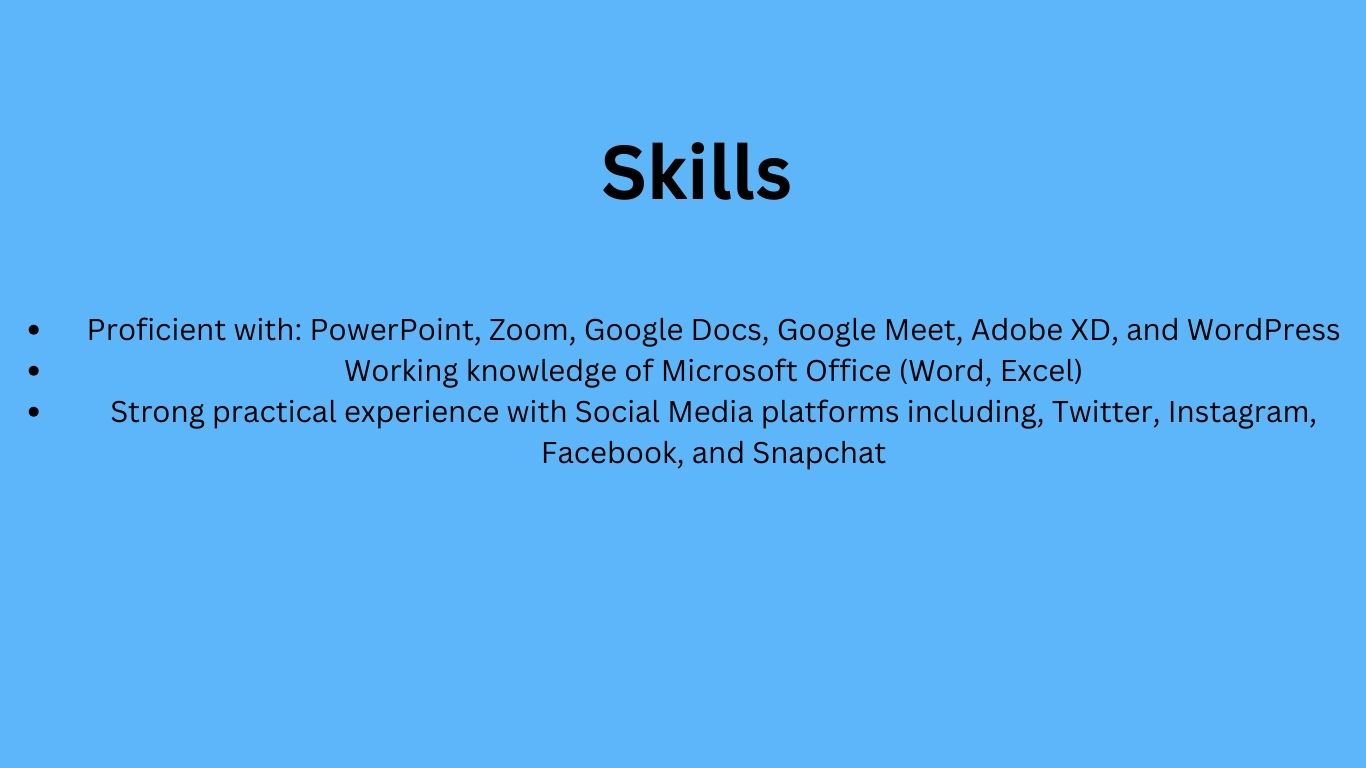 Skills
• Proficient with: PowerPoint, Zoom, Google Docs, Google Meet, Adobe XD, and WordPress
• Working knowledge of Microsoft Office (Word, Excel)
• Strong practical experience with Social Media platforms including, Twitter, Instagram,
Facebook, and Snapchat